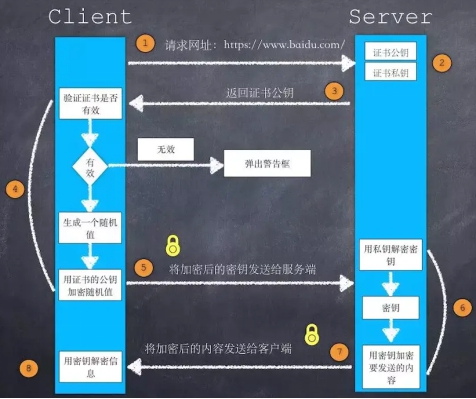 Client
Server
1
请求网址：https://www.baidu.com/
证书公钥
证书私钥
2
3
返回证书公钥
验证证书是否
有效
有
效
无效
弹出警告框
4
生成一个随机
值
用证书的公钥
加密随机值
5
将加密后的密钥发送给服务端
用私钥解密密
钥
密钥
6
用密钥加密
要发送的内
容
7
将加密后的内容发送给客户端
8
用密钥解密信
息